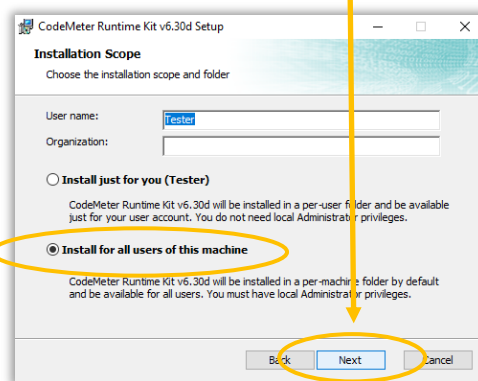 CodeMeter Runtime Kit v6.30d Setup
Installation Scope
Choose the installation scope and folder
User name:
Tester
Organization:
Install just for you (Tester)
CodeMeter Runtime Kit v6.30d will be installed in a per-user folder and be available
just for your user account. You do not need local Administrator privileges.
Install for all users of this machine
CodeMeter Runtime Kit v6.30d will be installed in a per-machine folder by default
and be available for all users. You must have local Administrator privileges.
Back Next Cancel